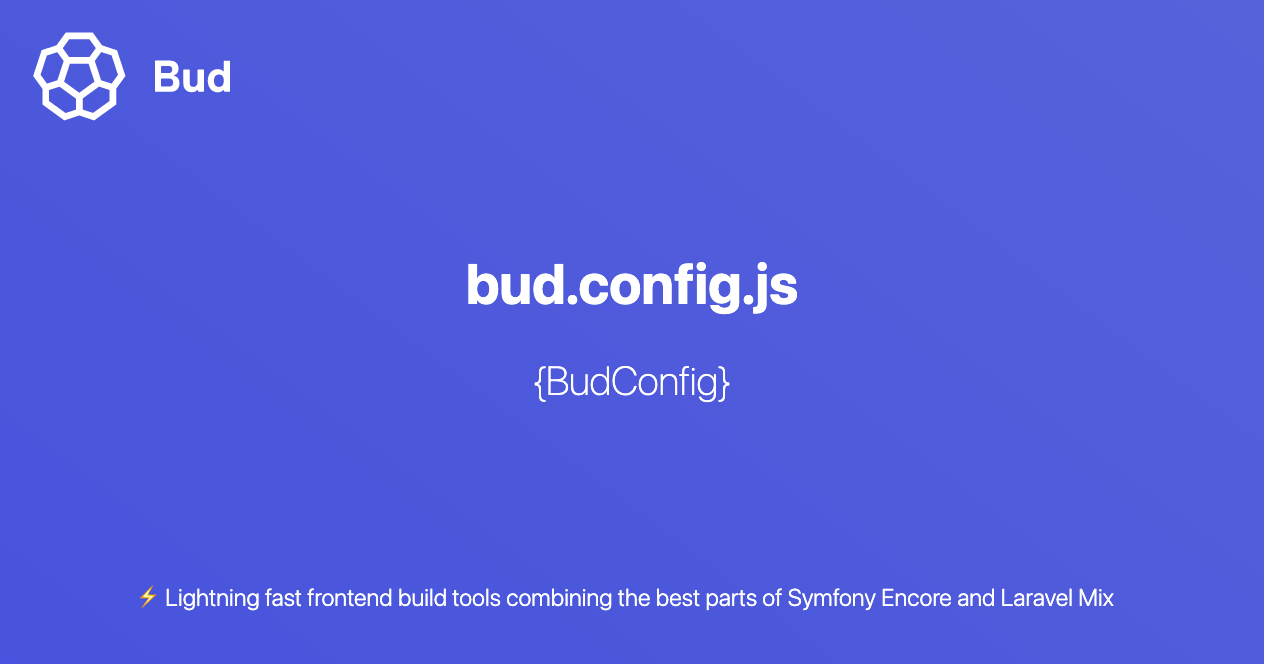 Bud
bud.config.js
{BudConfig}
⚡ Lightning fast frontend build tools combining the best parts of Symfony Encore and Laravel Mix